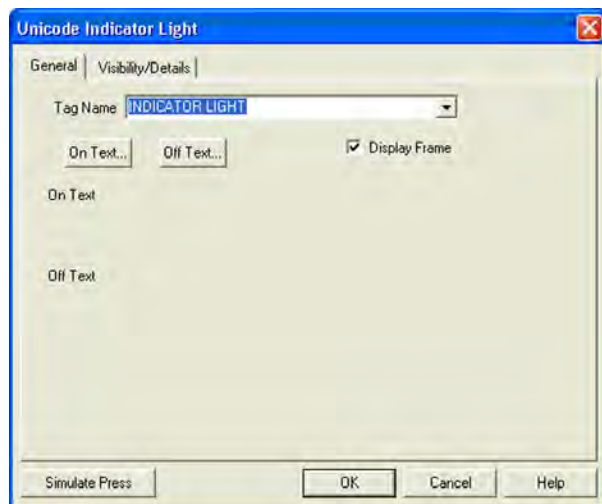 Unicode Indicator Light
General Visibility/Details
Tag Name INDICATOR LIGHT
On Text... Off Text... Display Frame
On Text
Off Text
Simulate Press OK Cancel Help